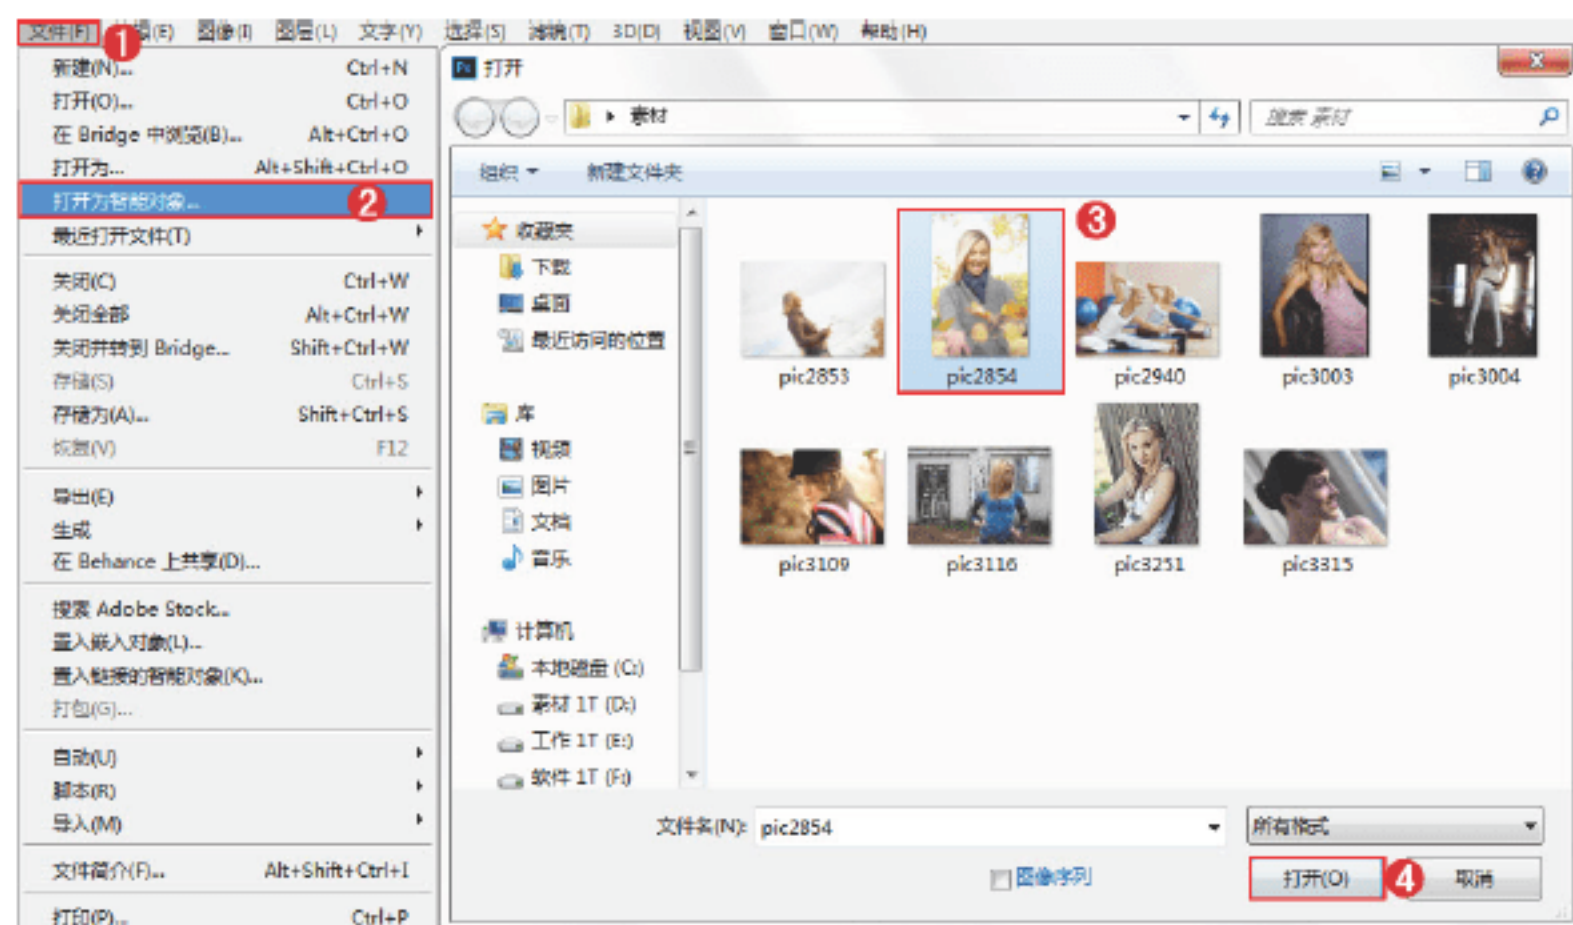 文件(F) 1 (E) 图像(I) 图层(L) 文字(Y) 选择(S) 滤镜(T) 3D(D) 视图(V) 窗口(W) 帮助(H)
新建(N)... Ctrl+N
打开(O)... Ctrl+O
在 Bridge 中浏览(B)... Alt+Ctrl+O
打开为... Alt+Shift+Ctrl+O
打开为智能对象... 2
最近打开文件(T)
关闭(C) Ctrl+W
关闭全部 Alt+Ctrl+W
关闭并转到 Bridge... Shift+Ctrl+W
存储(S) Ctrl+S
存储为(A)... Shift+Ctrl+S
恢复(V) F12
导出(E)
生成
在 Behance 上共享(D)...
搜索 Adobe Stock...
置入嵌入对象(L)...
置入链接的智能对象(K)...
打包(G)...
自动(U)
脚本(R)
导入(M)
文件简介(F)... Alt+Shift+Ctrl+I
打印(P)... Ctrl+P
Ps 打开
素材
搜索 素材
组织 新建文件夹
收藏夹
下载
桌面
最近访问的位置
库
视频
图片
文档
音乐
计算机
本地磁盘 (C:)
素材 1T (D:)
工作 1T (E:)
软件 1T (F:)
3
pic2853 pic2854 pic2940 pic3003 pic3004
pic3109 pic3116 pic3251 pic3315
文件名(N): pic2854 所有格式
图像序列 打开(O) 4 取消